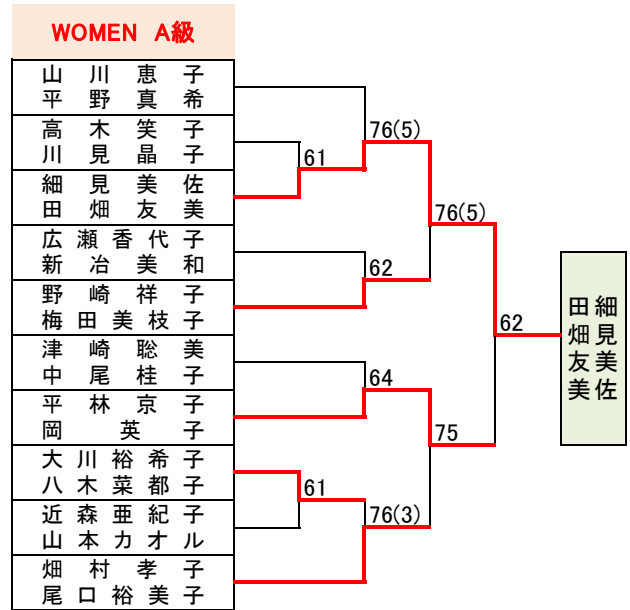 WOMEN A級
山川恵子
平野真希
高木笑子
川見晶子
細見美佐
田畑友美
広瀬香代子
新冶美和
野崎祥子
梅田美枝子
津崎聡美
中尾桂子
平林京子
岡英子
大川裕希子
八木菜都子
近森亜紀子
山本カオル
畑村孝子
尾口裕美子
61
61
76(5)
62
64
76(3)
76(5)
75
62
細見美佐
田畑友美